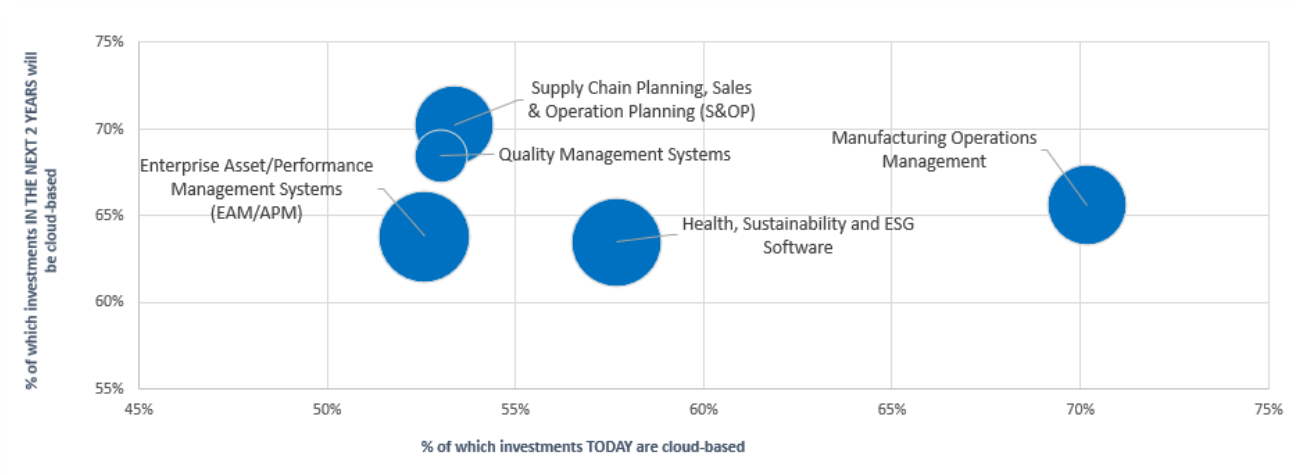 % of which investments IN THE NEXT 2 YEARS will
be cloud-based
75%
70%
65%
60%
55%
Supply Chain Planning, Sales
& Operation Planning (S&OP)
Quality Management Systems
Enterprise Asset/Performance
Management Systems
(EAM/APM)
Manufacturing Operations
Management
Health, Sustainability and ESG
Software
45%
50%
55%
60%
65%
70%
75%
% of which investments TODAY are cloud-based